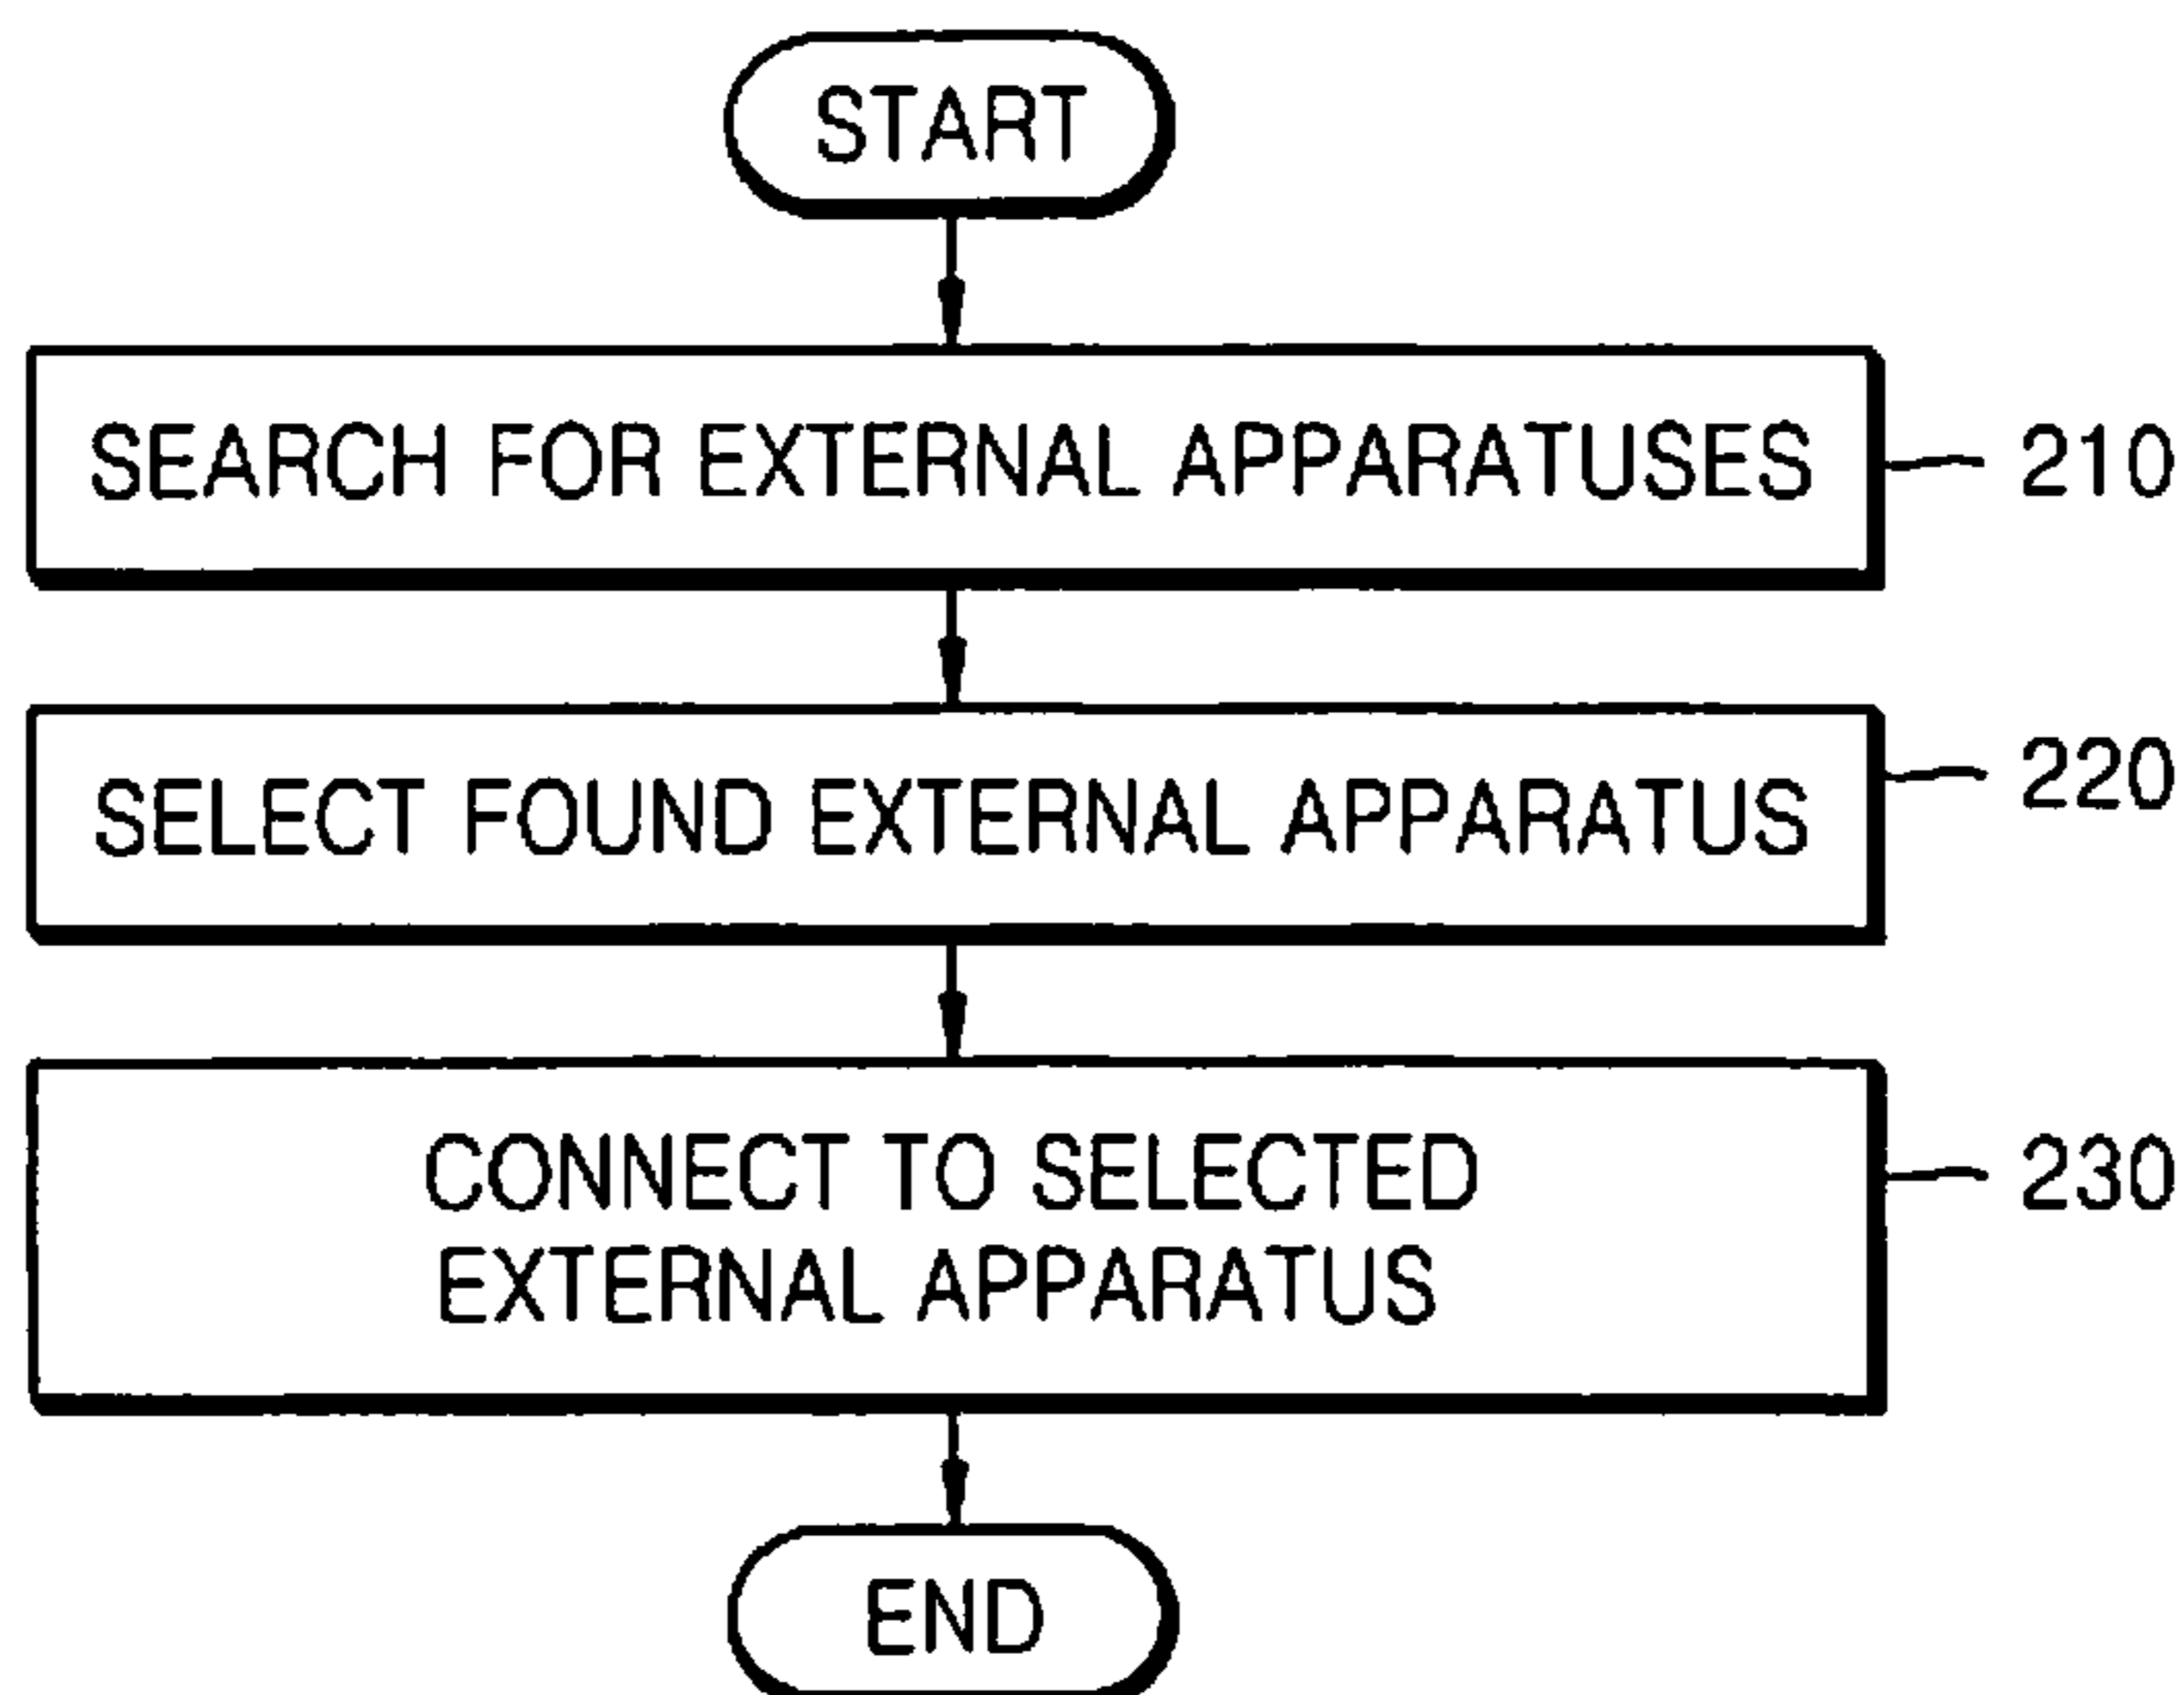 START
SEARCH FOR EXTERNAL APPARATUSES
210
SELECT FOUND EXTERNAL APPARATUS
220
CONNECT TO SELECTED
EXTERNAL APPARATUS
230
END